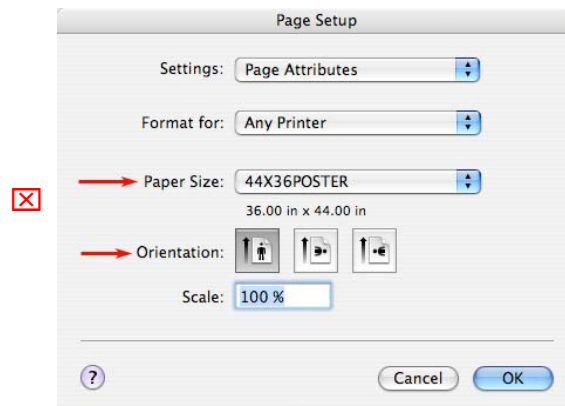 Page Setup
Settings: Page Attributes
Format for: Any Printer
Paper Size: 44X36POSTER
36.00 in x 44.00 in
Orientation:
Scale: 100 %
? Cancel OK